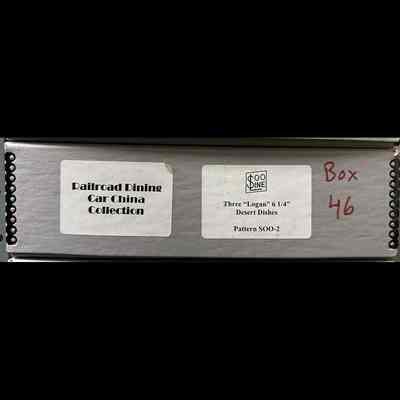 Railroad Dining
Car China
Collection
SOO
LINE
Three "Logan" 6 1/4"
Desert Dishes
Pattern SOO-2
Box
46